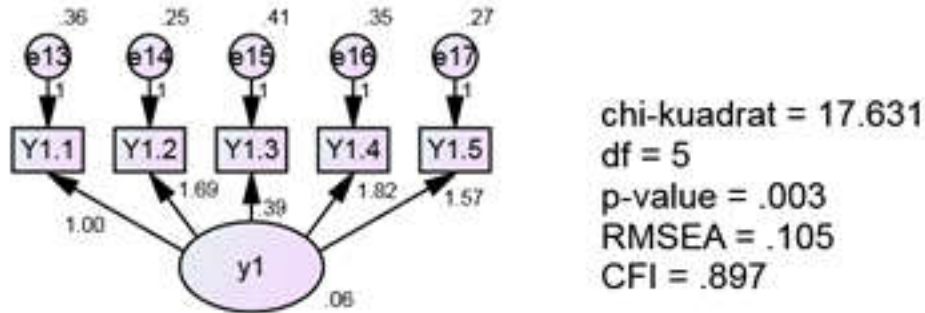 .36 .25 .41 .35 .27
e13 e14 e15 e16 e17
1 1 1 1 1
Y1.1 Y1.2 Y1.3 Y1.4 Y1.5
1.00 1.69 .39 1.82 1.57
y1
.06
chi-kuadrat = 17.631
df = 5
p-value = .003
RMSEA = .105
CFI = .897